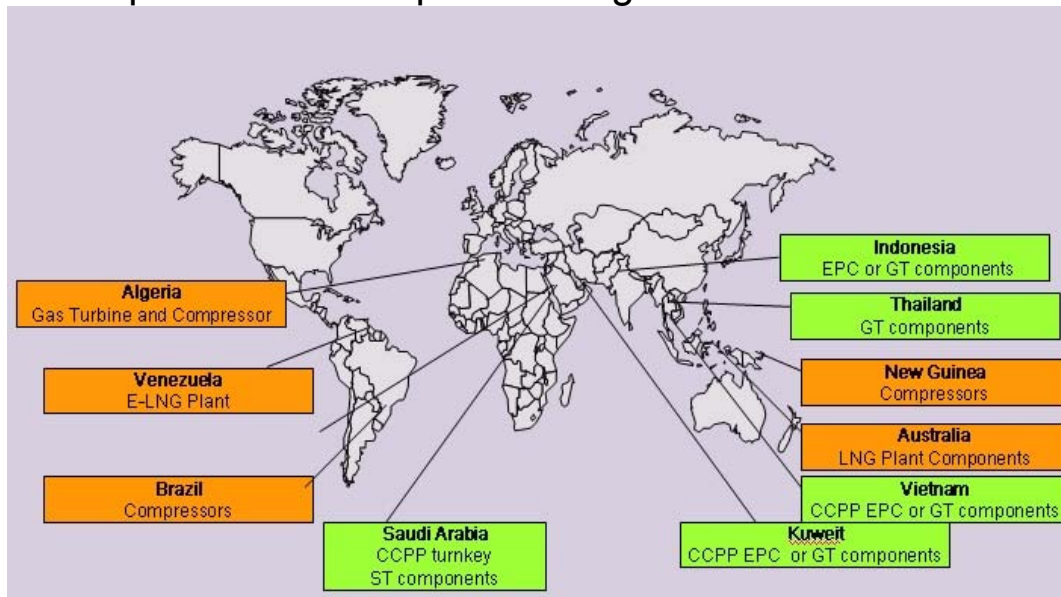 Algeria
Gas Turbine and Compressor
Venezuela
E-LNG Plant
Brazil
Compressors
Saudi Arabia
CCPP turnkey
ST components
Indonesia
EPC or GT components
Thailand
GT components
New Guinea
Compressors
Australia
LNG Plant Components
Vietnam
CCPP EPC or GT components
Kuweit
CCPP EPC or GT components